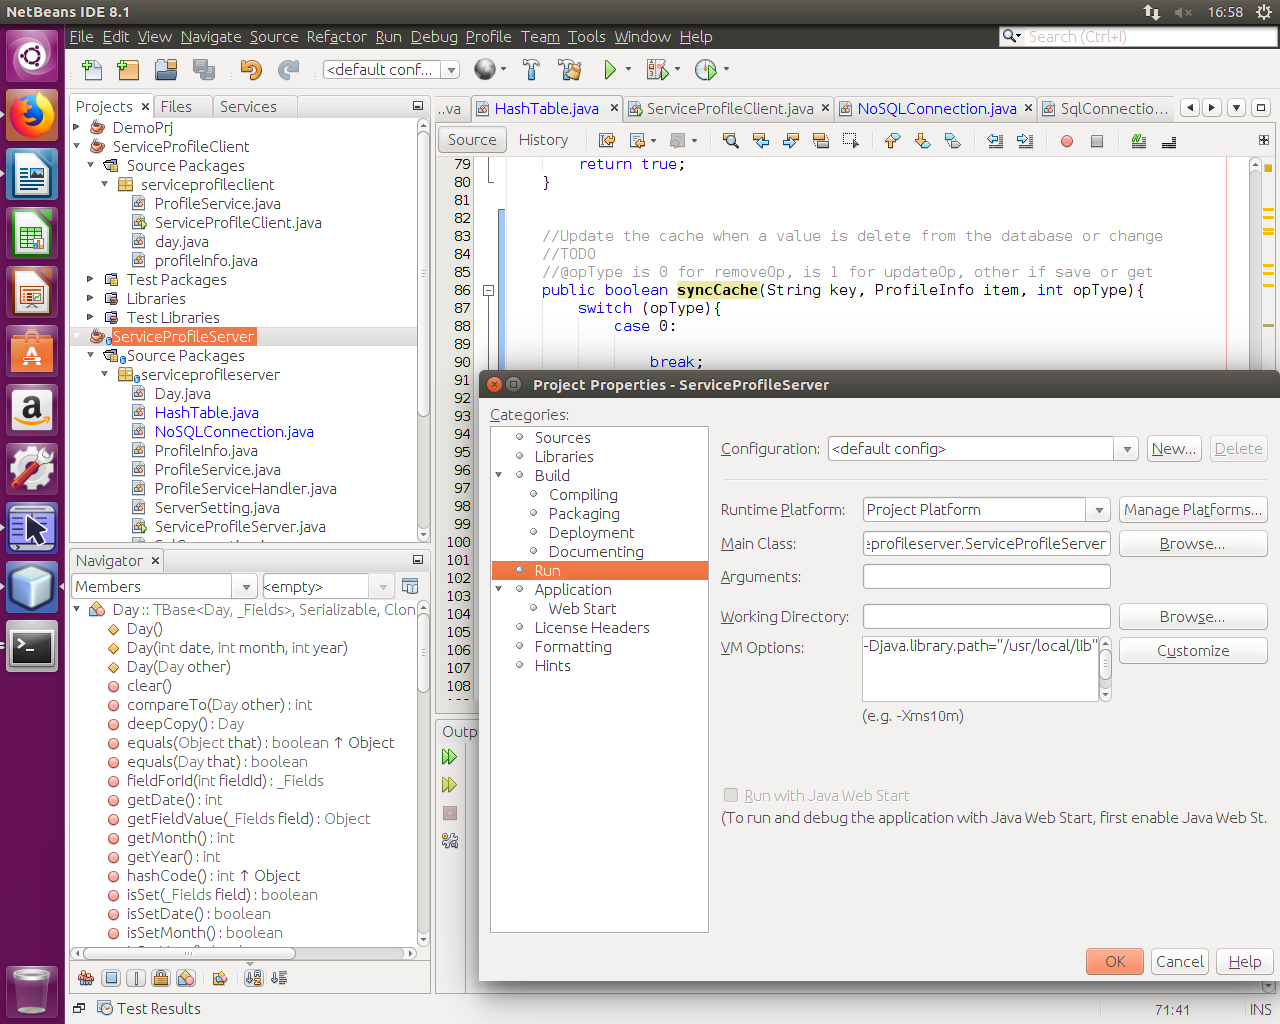 NetBeans IDE 8.1
16:58
File Edit View Navigate Source Refactor Run Debug Profile Team Tools Window Help
Search (Ctrl+I)
<default conf...
Projects
Files
Services
DemoPrj
ServiceProfileClient
Source Packages
serviceprofileclient
ProfileService.java
ServiceProfileClient.java
day.java
profileInfo.java
Test Packages
Libraries
Test Libraries
ServiceProfileServer
Source Packages
serviceprofileserver
Day.java
HashTable.java
NoSQLConnection.java
ProfileInfo.java
ProfileService.java
ProfileServiceHandler.java
ServerSetting.java
ServiceProfileServer.java
Navigator
Members
<empty>
Day :: TBase<Day, _Fields>, Serializable, Clon
Day()
Day(int date, int month, int year)
Day(Day other)
clear()
compareTo(Day other) : int
deepCopy() : Day
equals(Object that) : boolean ↑ Object
equals(Day that) : boolean
fieldForId(int fieldId) : _Fields
getDate() : int
getFieldValue(_Fields field) : Object
getMonth() : int
getYear() : int
hashCode() : int ↑ Object
isSet(_Fields field) : boolean
isSetDate() : boolean
isSetMonth() : boolean
...va
HashTable.java
ServiceProfileClient.java
NoSQLConnection.java
SqlConnectio...
Source
History
79 return true;
80 }
81
82
83 //Update the cache when a value is delete from the database or change
84 //TODO
85 //@opType is 0 for removeOp, is 1 for updateOp, other if save or get
86 public boolean syncCache(String key, ProfileInfo item, int opType){
87 switch (opType){
88 case 0:
89
90 break;
91
92
93
94
95
96
97
98
99
100
101
102
103
104
105
106
107
108
Outp
Project Properties - ServiceProfileServer
Categories:
Sources
Libraries
Build
Compiling
Packaging
Deployment
Documenting
Run
Application
Web Start
License Headers
Formatting
Hints
Configuration:
<default config>
New...
Delete
Runtime Platform:
Project Platform
Manage Platforms...
Main Class:
eprofileserver.ServiceProfileServer
Browse...
Arguments:
Working Directory:
Browse...
VM Options:
-Djava.library.path="/usr/local/lib"
Customize
(e.g. -Xms10m)
Run with Java Web Start
(To run and debug the application with Java Web Start, first enable Java Web St.
OK
Cancel
Help
Test Results
71:41
INS